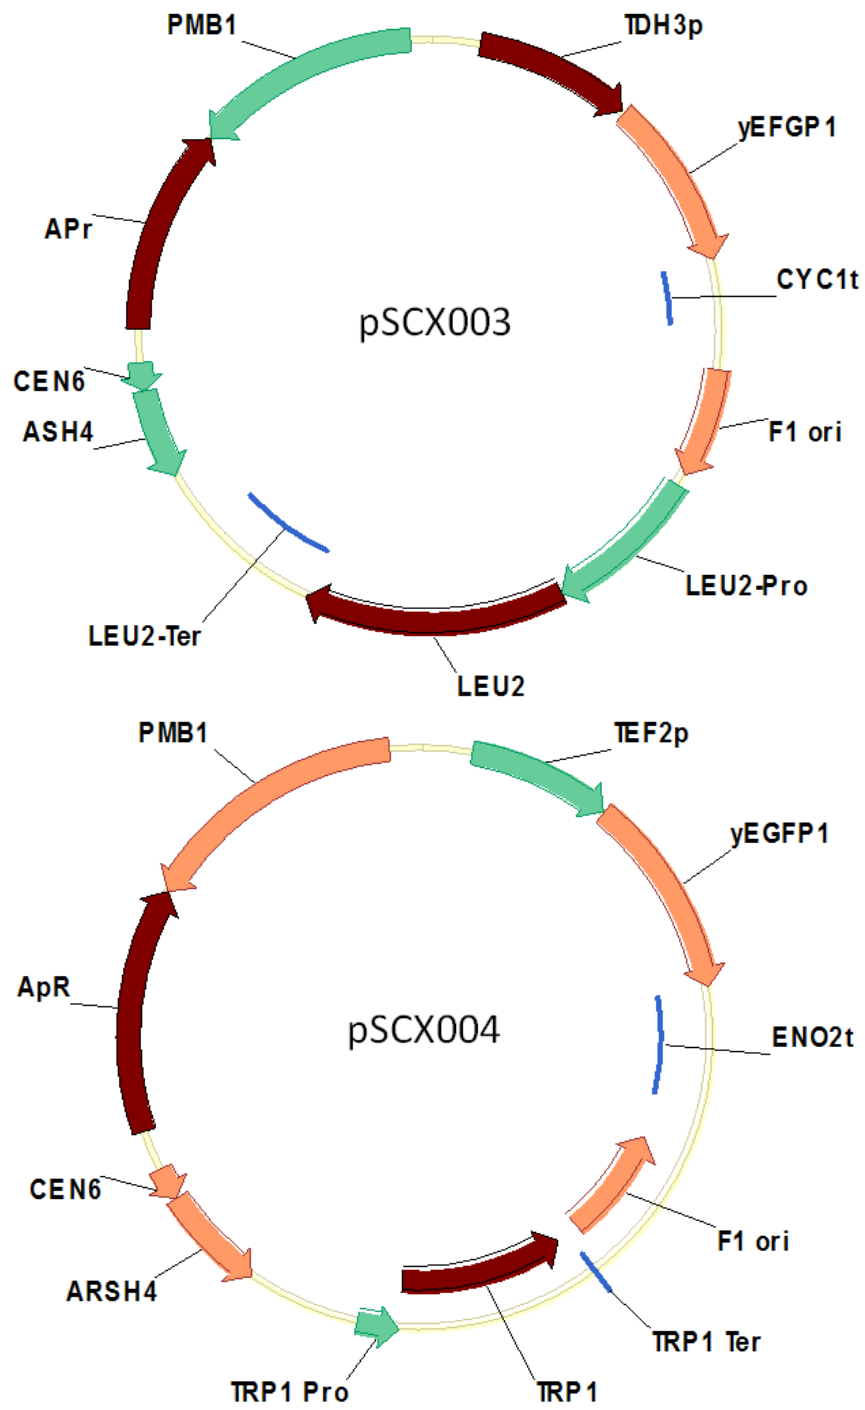 PMB1
TDH3p
yEFGP1
APr
CYC1t
pSCX003
CEN6
ASH4
F1 ori
LEU2-Pro
LEU2-Ter
LEU2
PMB1
TEF2p
yEGFP1
ApR
pSCX004
ENO2t
CEN6
F1 ori
ARSH4
TRP1 Ter
TRP1 Pro
TRP1